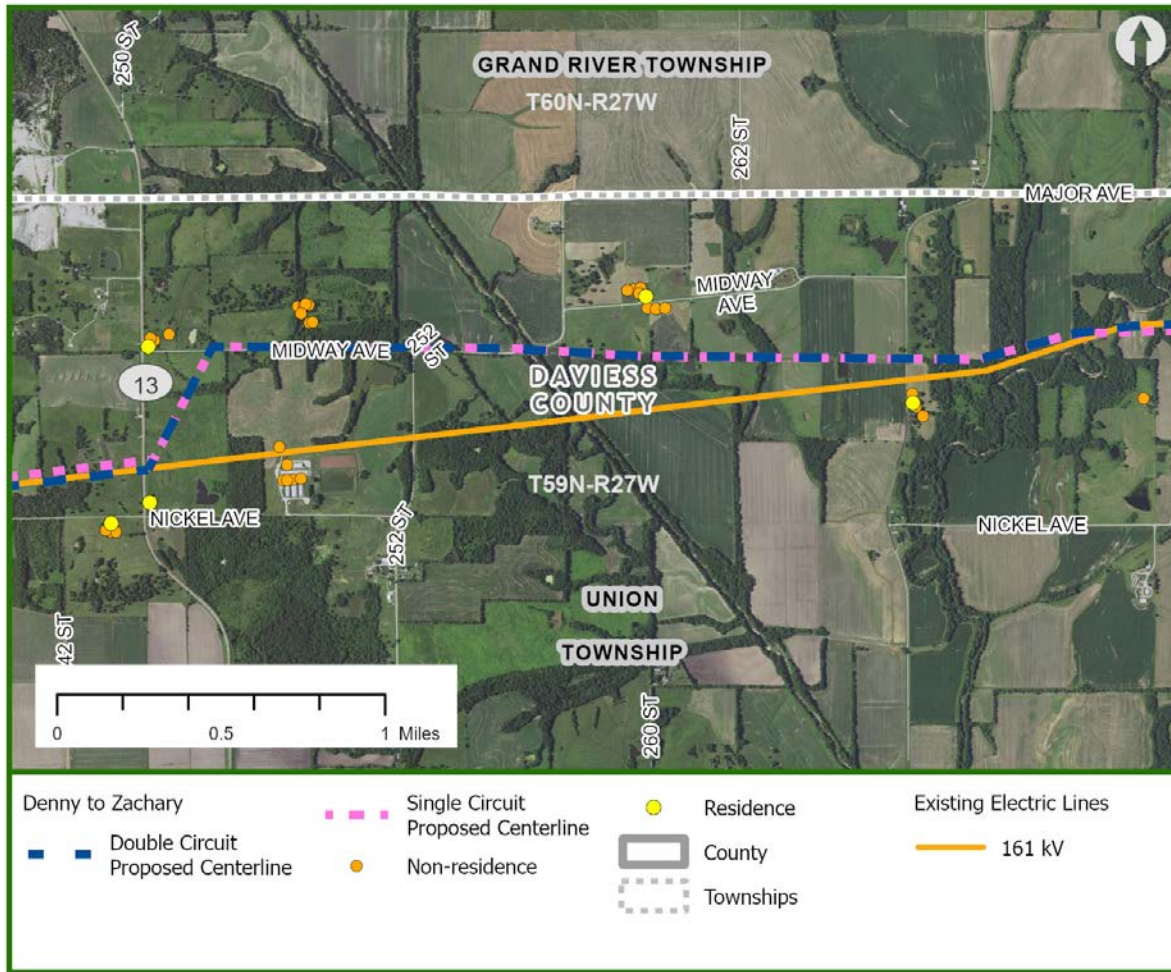 250 ST
GRAND RIVER TOWNSHIP
T60N-R27W
262 ST
MAJOR AVE
MIDWAY
AVE
252
ST
MIDWAY AVE
13
DAVIESS
COUNTY
T59N-R27W
NICKEL AVE
NICKEL AVE
252 ST
UNION
TOWNSHIP
42 ST
260 ST
0 0.5 1 Miles
Denny to Zachary
Double Circuit
Proposed Centerline
Single Circuit
Proposed Centerline
Non-residence
Residence
County
Townships
Existing Electric Lines
161 kV